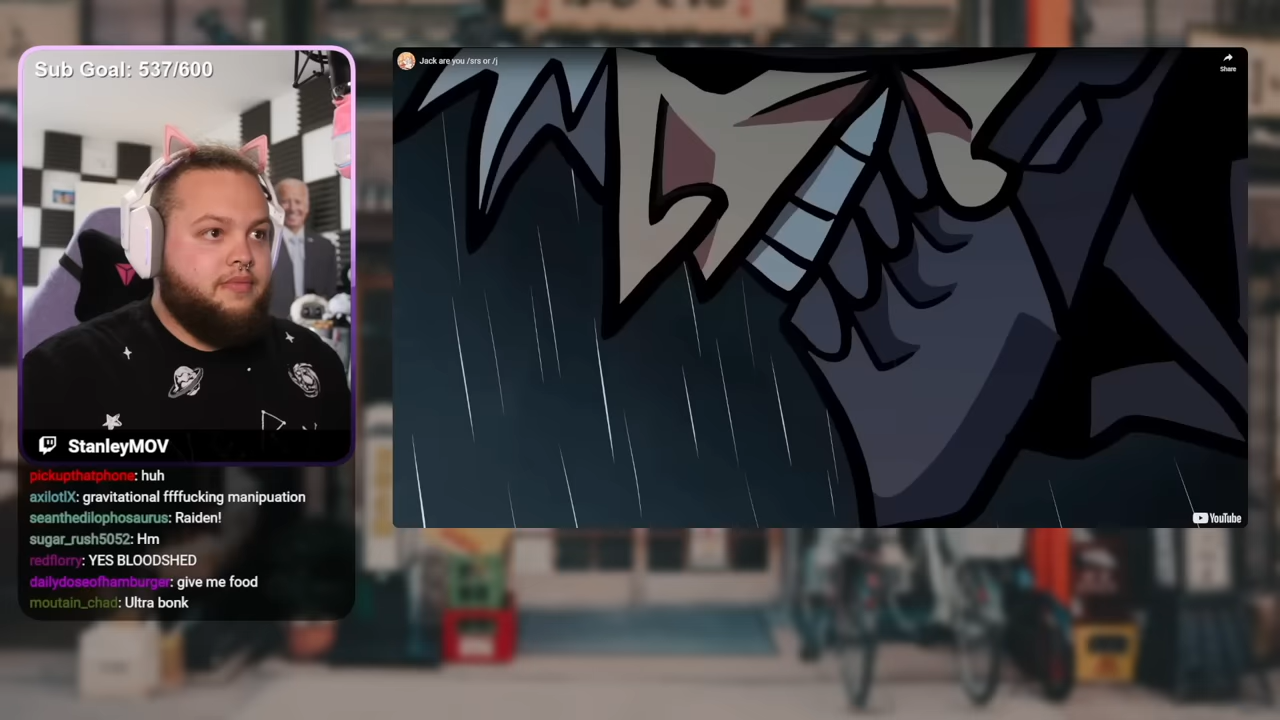 Sub Goal: 537/600
Jack are you /srs or /j
Share
StanleyMOV
pickupthatphone: huh
axilotlX: gravitational ffffucking manipuation
seanthedilophosaurus: Raiden!
sugar_rush5052: Hm
redflorry: YES BLOODSHED
dailydoseofhamburger: give me food
moutain_chad: Ultra bonk
YouTube